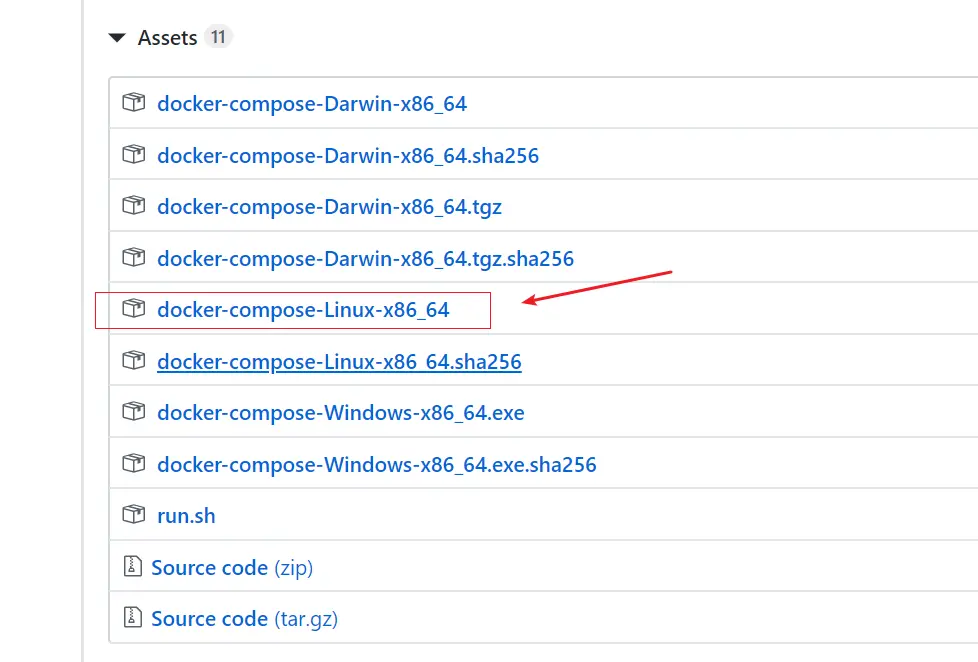 Assets 11
docker-compose-Darwin-x86_64
docker-compose-Darwin-x86_64.sha256
docker-compose-Darwin-x86_64.tgz
docker-compose-Darwin-x86_64.tgz.sha256
docker-compose-Linux-x86_64
docker-compose-Linux-x86_64.sha256
docker-compose-Windows-x86_64.exe
docker-compose-Windows-x86_64.exe.sha256
run.sh
Source code (zip)
Source code (tar.gz)